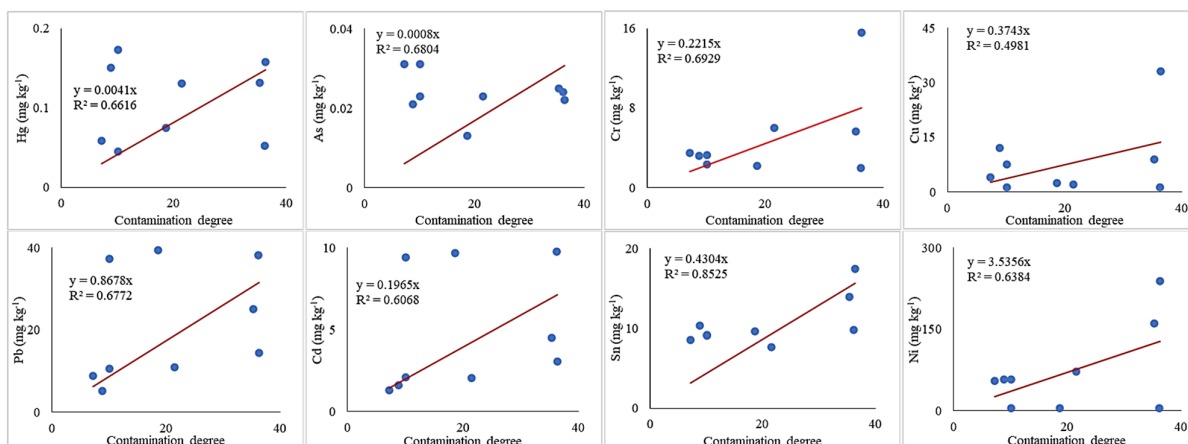 Hg (mg kg⁻¹)
0.2
0.1
0
y = 0.0041x
R² = 0.6616
0
20
40
Contamination degree
As (mg kg⁻¹)
0.04
0.02
0
y = 0.0008x
R² = 0.6804
0
20
40
Contamination degree
Cr (mg kg⁻¹)
16
8
0
y = 0.2215x
R² = 0.6929
0
20
40
Contamination degree
Cu (mg kg⁻¹)
45
30
15
0
y = 0.3743x
R² = 0.4981
0
20
40
Contamination degree
Pb (mg kg⁻¹)
40
20
0
y = 0.8678x
R² = 0.6772
0
20
40
Contamination degree
Cd (mg kg⁻¹)
10
5
0
y = 0.1965x
R² = 0.6068
0
20
40
Contamination degree
Sn (mg kg⁻¹)
20
10
0
y = 0.4304x
R² = 0.8525
0
20
40
Contamination degree
Ni (mg kg⁻¹)
300
150
0
y = 3.5356x
R² = 0.6384
0
20
40
Contamination degree